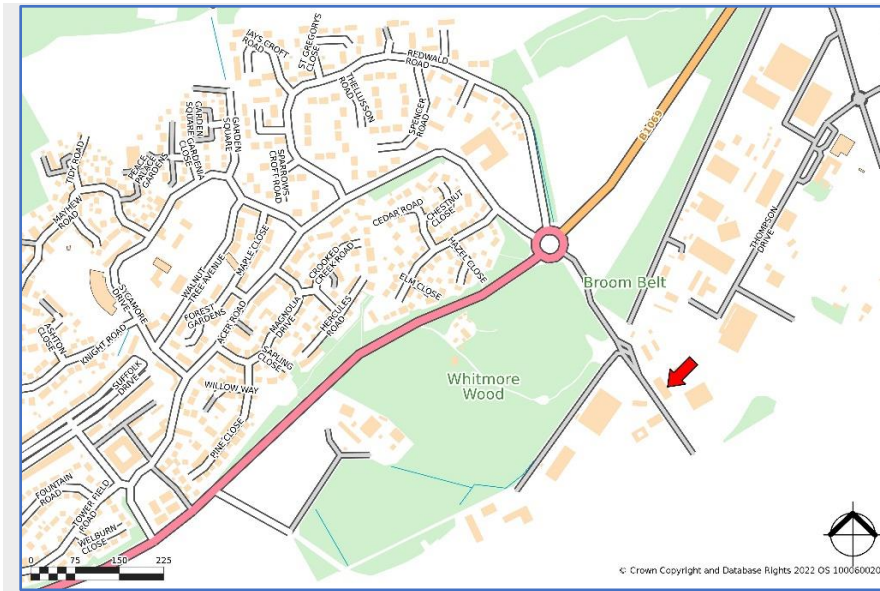 JAYS CROFT
ROAD
ST GREGORYS
CLOSE
REDWALD
ROAD
THELLUSSON
ROAD
SPENCER
ROAD
B1069
GARDEN
SQUARE
GARDEN
SQUARE
GARDENIA
CLOSE
PEACE
PALACE
GARDENS
TIDY ROAD
MAYHEW
ROAD
SPARROWS
CROFT ROAD
CEDAR ROAD
CHESTNUT
CLOSE
HAZEL CLOSE
ELM CLOSE
CROOKED
CREEK ROAD
MAPLE CLOSE
WALNUT
TREE AVENUE
SYCAMORE
DRIVE
FOREST
GARDENS
ACER ROAD
MAGNOLIA
DRIVE
HERCULES
ROAD
SAPLING
CLOSE
WILLOW WAY
PINE CLOSE
ASHTON
CLOSE
KNIGHT ROAD
SUFFOLK
DRIVE
FOUNTAIN
ROAD
TOWER FIELD
ROAD
WELBURN
CLOSE
THOMPSON
DRIVE
Broom Belt
Whitmore
Wood
0 75 150 225
© Crown Copyright and Database Rights 2022 OS 100060020